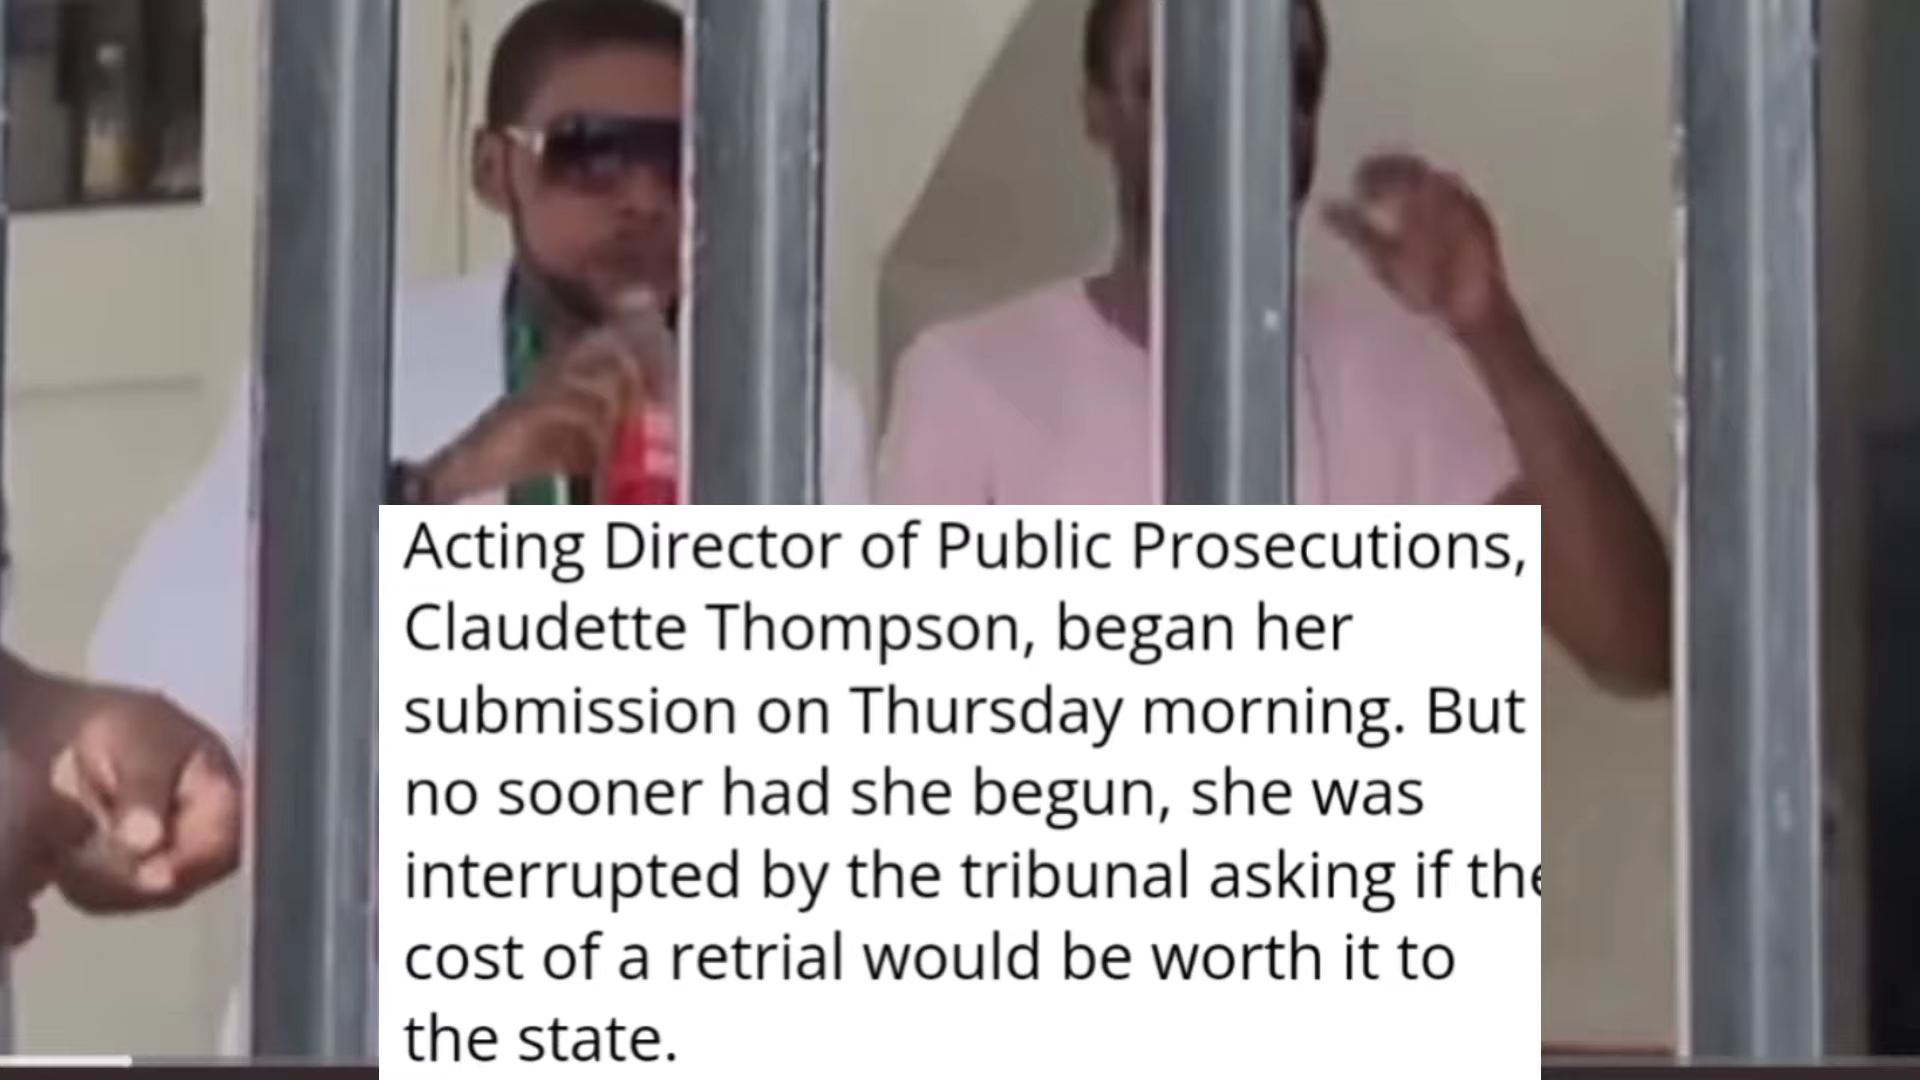 Acting Director of Public Prosecutions,
Claudette Thompson, began her
submission on Thursday morning. But
no sooner had she begun, she was
interrupted by the tribunal asking if the
cost of a retrial would be worth it to
the state.